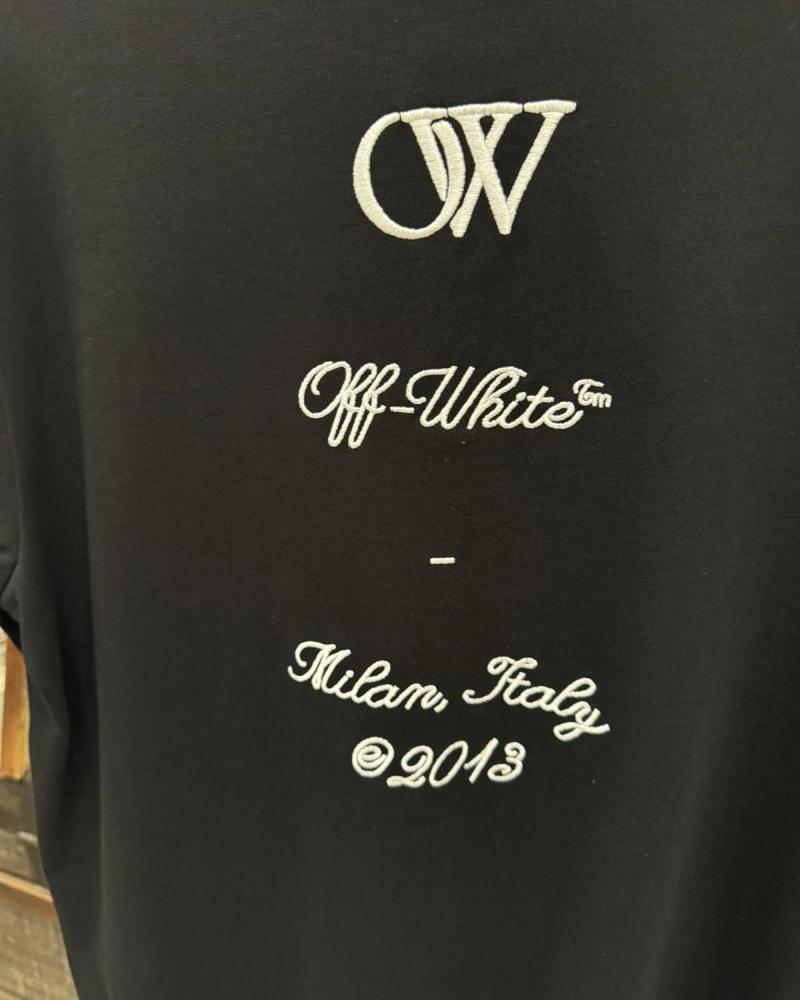 OW
Off-White™
–
Milan, Italy
©2013